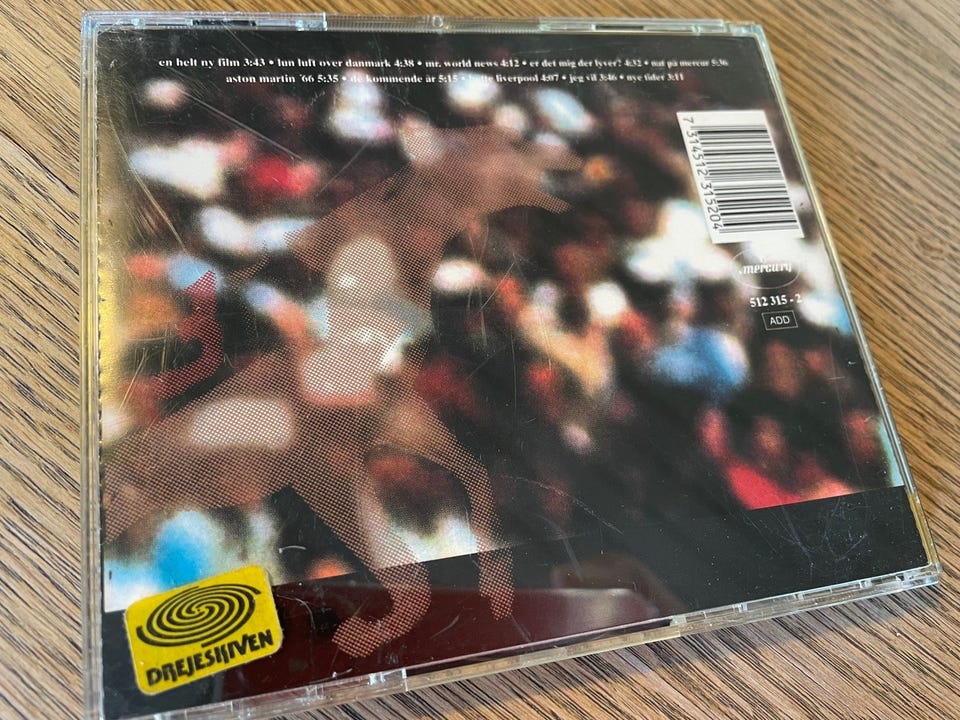 en helt ny film 3:43 • lun luft over danmark 4:38 • mr. world news 4:12 • er det mig der lyver? 4:32 • nat på mercur 5:36
aston martin '66 5:35 • de kommende år 5:15 • hotte liverpool 4:07 • jeg vil 3:46 • nye tider 3:11
7 314512 315204
mercury
512 315 - 2
ADD
DREJESKIVEN